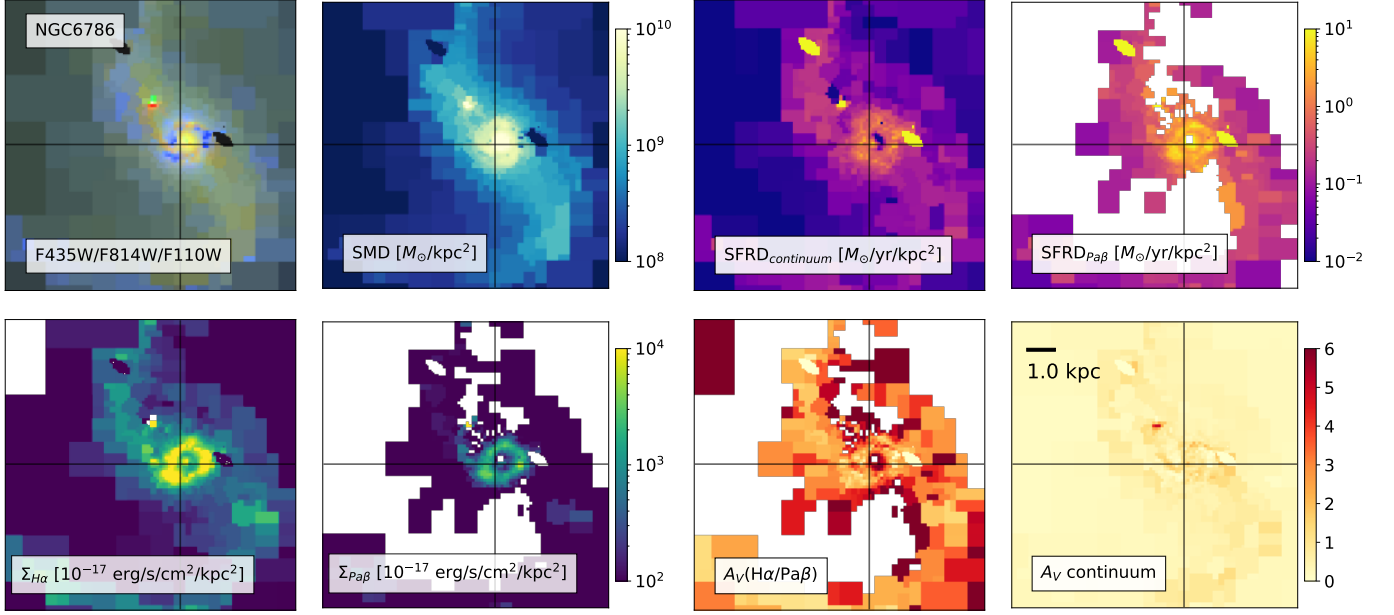 NGC6786
F435W/F814W/F110W
SMD [M⊙/kpc²]
10¹⁰
10⁹
10⁸
SFRD_continuum [M⊙/yr/kpc²]
SFRD_Paβ [M⊙/yr/kpc²]
10¹
10⁰
10⁻¹
10⁻²
Σ_Hα [10⁻¹⁷ erg/s/cm²/kpc²]
Σ_Paβ [10⁻¹⁷ erg/s/cm²/kpc²]
10⁴
10³
10²
A_V(Hα/Paβ)
1.0 kpc
A_V continuum
6
5
4
3
2
1
0